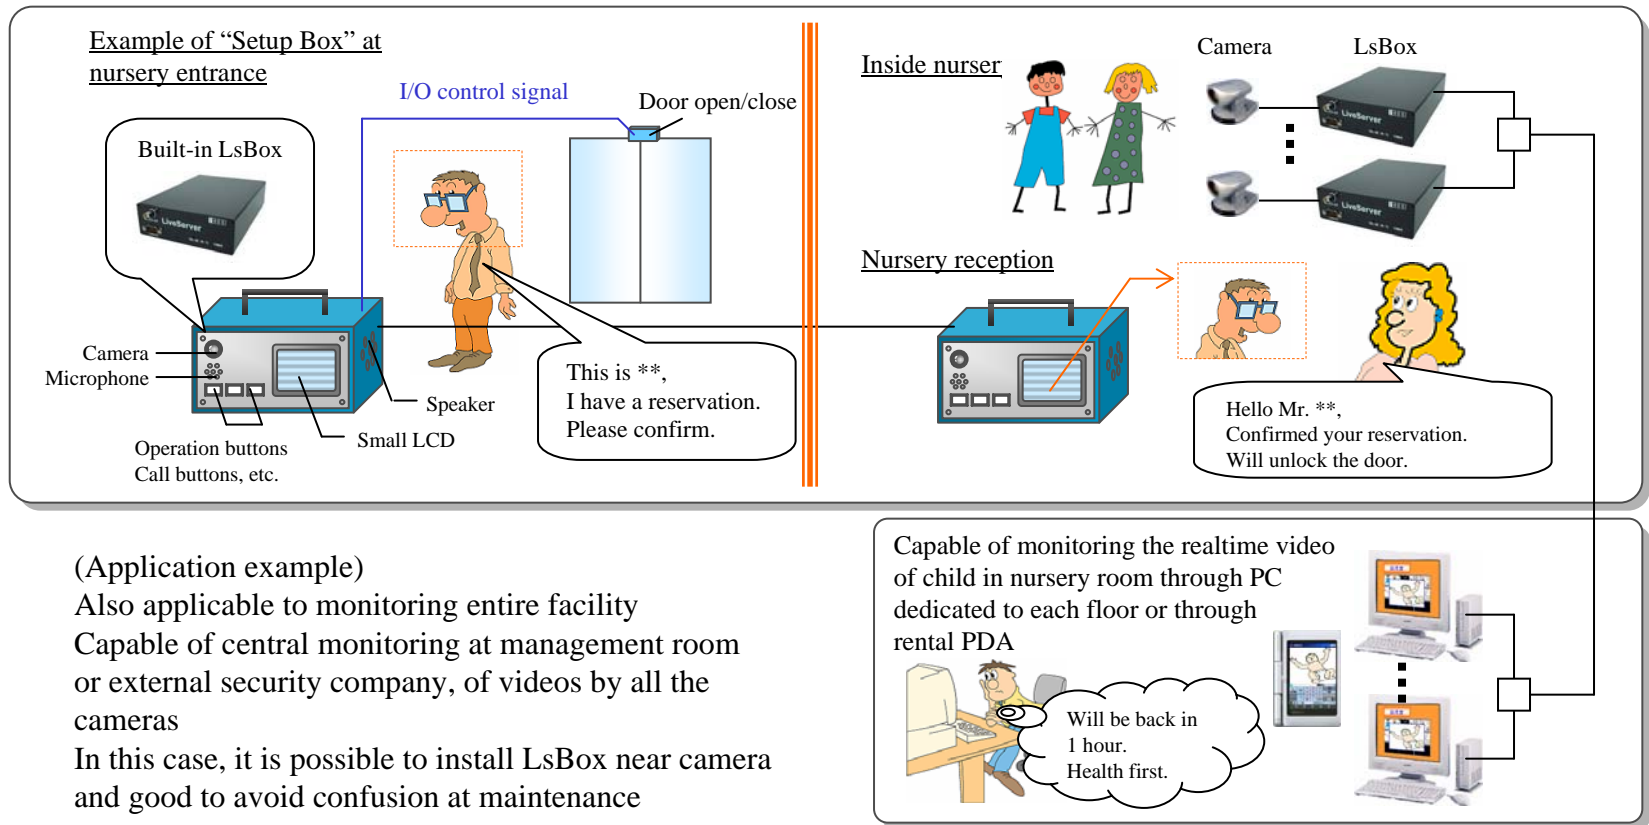 Example of “Setup Box” at
nursery entrance
I/O control signal
Door open/close
Built-in LsBox
LiveServer
Camera
Microphone
Operation buttons
Call buttons, etc.
Speaker
Small LCD
This is **,
I have a reservation.
Please confirm.
Inside nurser
Camera
LsBox
LiveServer
LiveServer
Nursery reception
Hello Mr. **,
Confirmed your reservation.
Will unlock the door.
(Application example)
Also applicable to monitoring entire facility
Capable of central monitoring at management room
or external security company, of videos by all the
cameras
In this case, it is possible to install LsBox near camera
and good to avoid confusion at maintenance
Capable of monitoring the realtime video
of child in nursery room through PC
dedicated to each floor or through
rental PDA
Will be back in
1 hour.
Health first.